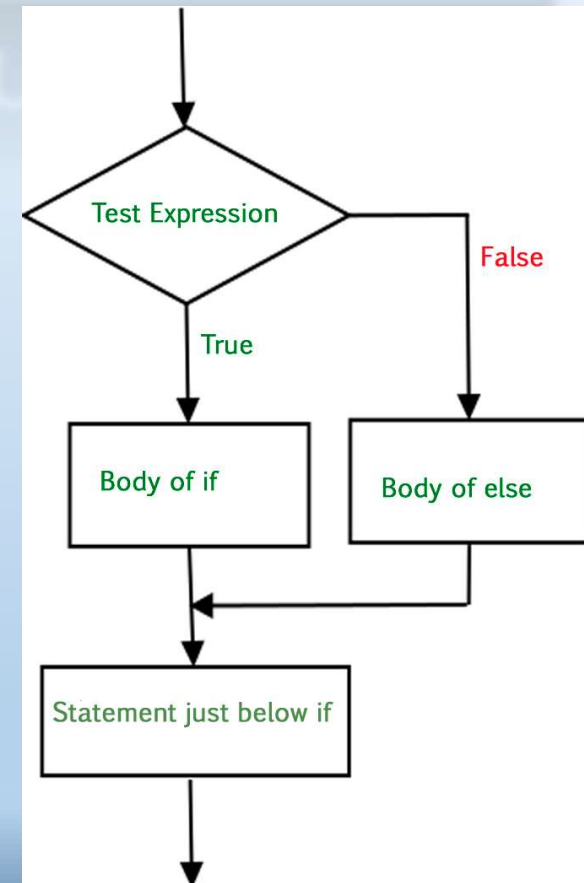 Test Expression
False
True
Body of if
Body of else
Statement just below if